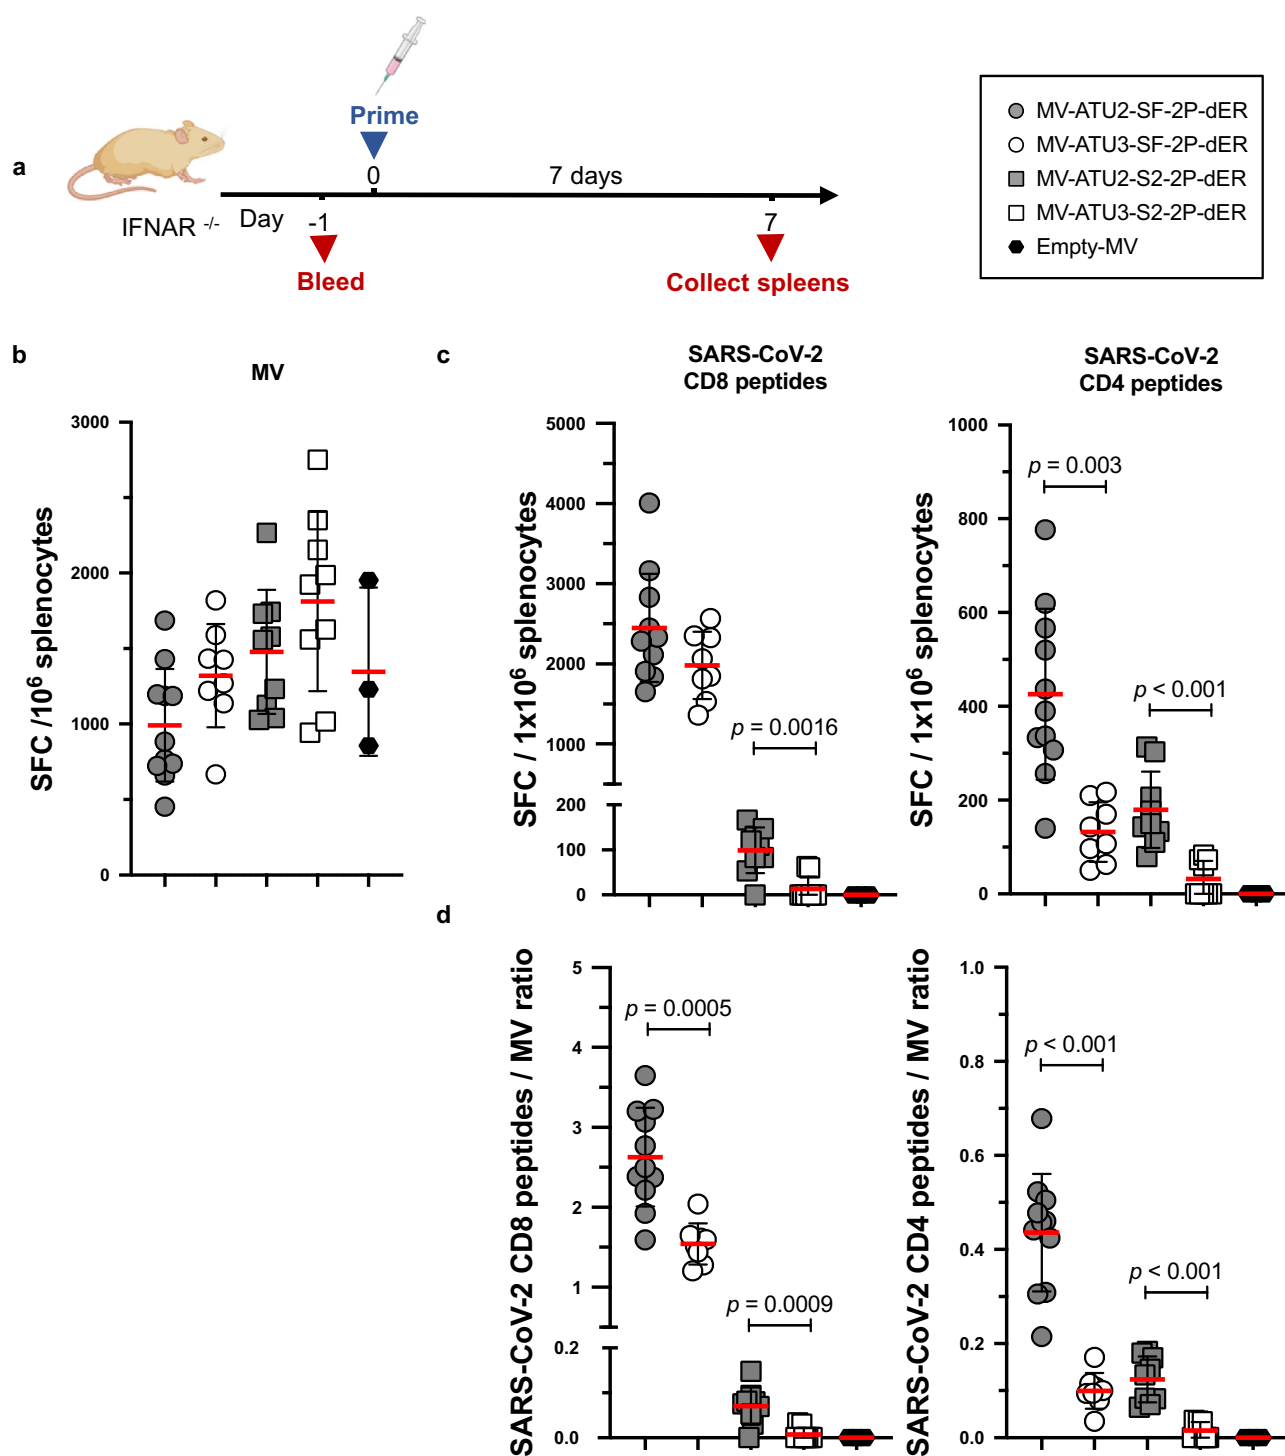 a
Prime
0
7 days
IFNAR -/-
Day
-1
7
Bleed
Collect spleens
MV-ATU2-SF-2P-dER
MV-ATU3-SF-2P-dER
MV-ATU2-S2-2P-dER
MV-ATU3-S2-2P-dER
Empty-MV
b
MV
SFC /10⁶ splenocytes
3000
2000
1000
0
c
SARS-CoV-2
CD8 peptides
SFC / 1x10⁶ splenocytes
5000
4000
3000
2000
1000
200
100
0
p = 0.0016
SARS-CoV-2
CD4 peptides
SFC / 1x10⁶ splenocytes
1000
800
600
400
200
0
p = 0.003
p < 0.001
d
SARS-CoV-2 CD8 peptides / MV ratio
5
4
3
2
1
0.2
0.0
p = 0.0005
p = 0.0009
SARS-CoV-2 CD4 peptides / MV ratio
1.0
0.8
0.6
0.4
0.2
0.0
p < 0.001
p < 0.001